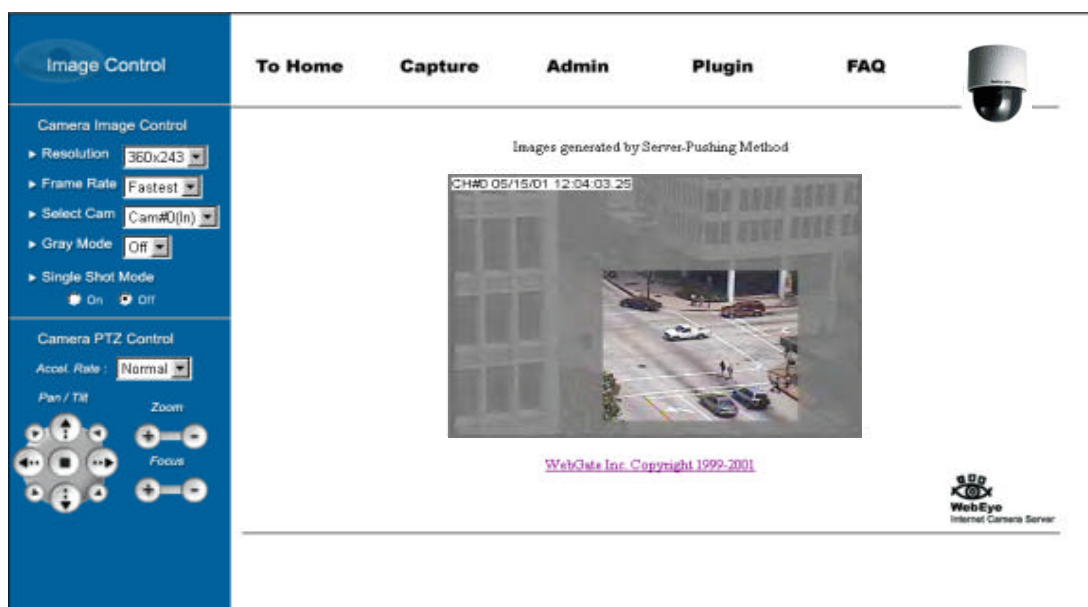 Image Control
To Home
Capture
Admin
Plugin
FAQ
Camera Image Control
Resolution 360x243
Frame Rate Fastest
Select Cam Cam#0(In)
Gray Mode Off
Single Shot Mode
On Off
Camera PTZ Control
Accel. Rate : Normal
Pan / Tilt
Zoom
Focus
Images generated by Server-Pushing Method
CH#0 05/15/01 12:04:03.25
WebGate Inc. Copyright 1999-2001
WebEye
Internet Camera Server